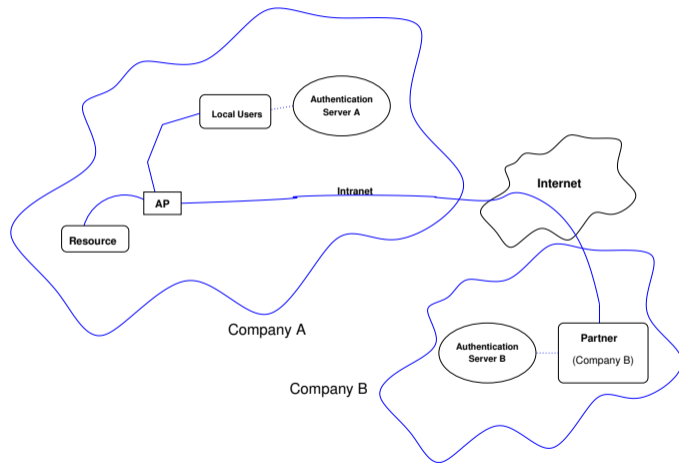 Local Users
Authentication
Server A
AP
Intranet
Internet
Resource
Company A
Partner
(Company B)
Authentication
Server B
Company B